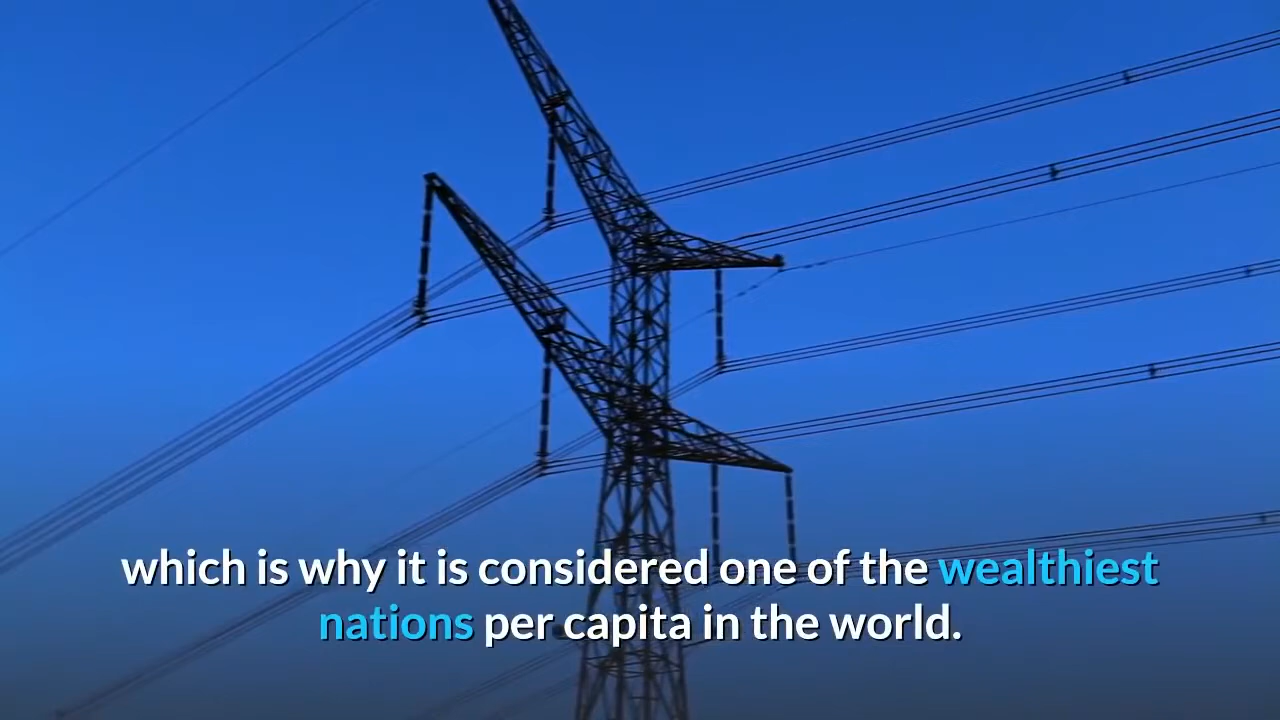 which is why it is considered one of the wealthiest
nations per capita in the world.